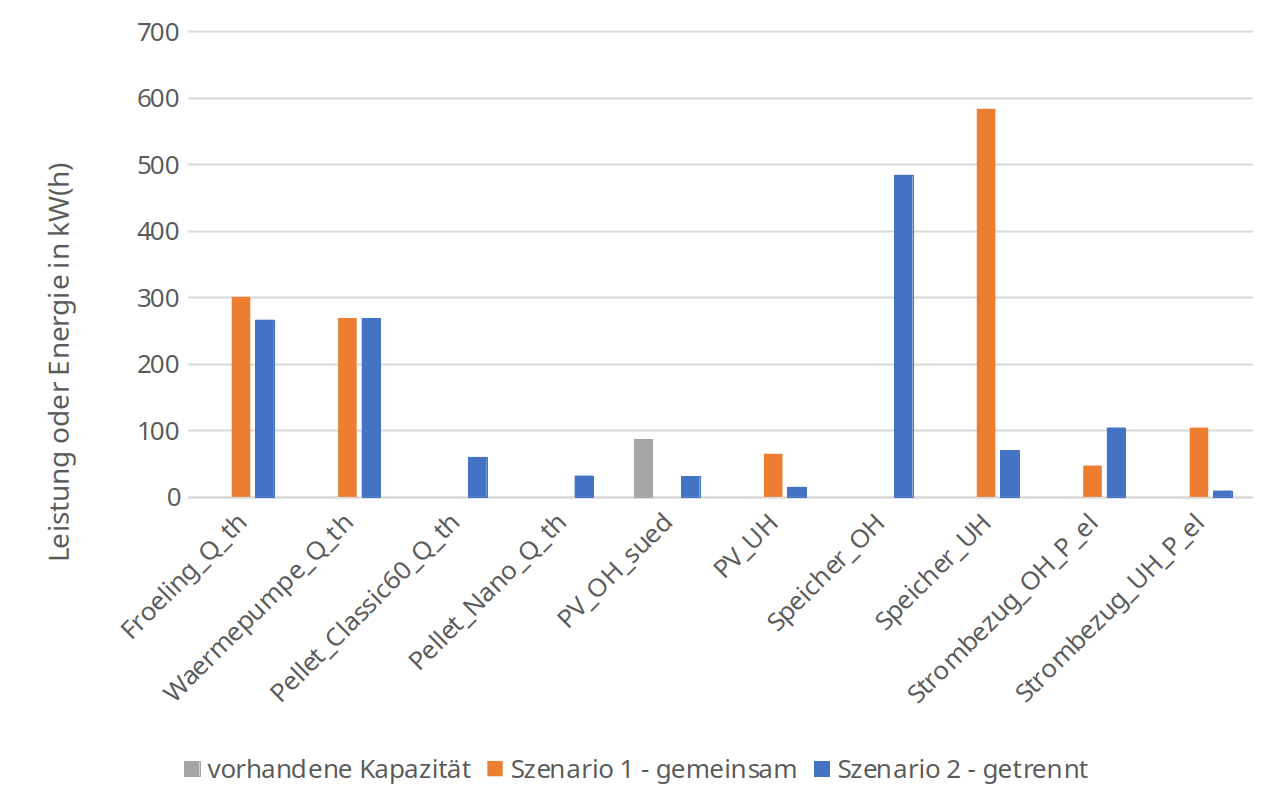 700
600
500
400
300
200
100
0
Leistung oder Energie in kW(h)
Froeling_Q_th
Waermepumpe_Q_th
Pellet_Classic60_Q_th
Pellet_Nano_Q_th
PV_OH_sued
PV_UH
Speicher_OH
Speicher_UH
Strombezug_OH_P_el
Strombezug_UH_P_el
vorhandene Kapazität Szenario 1 - gemeinsam Szenario 2 - getrennt